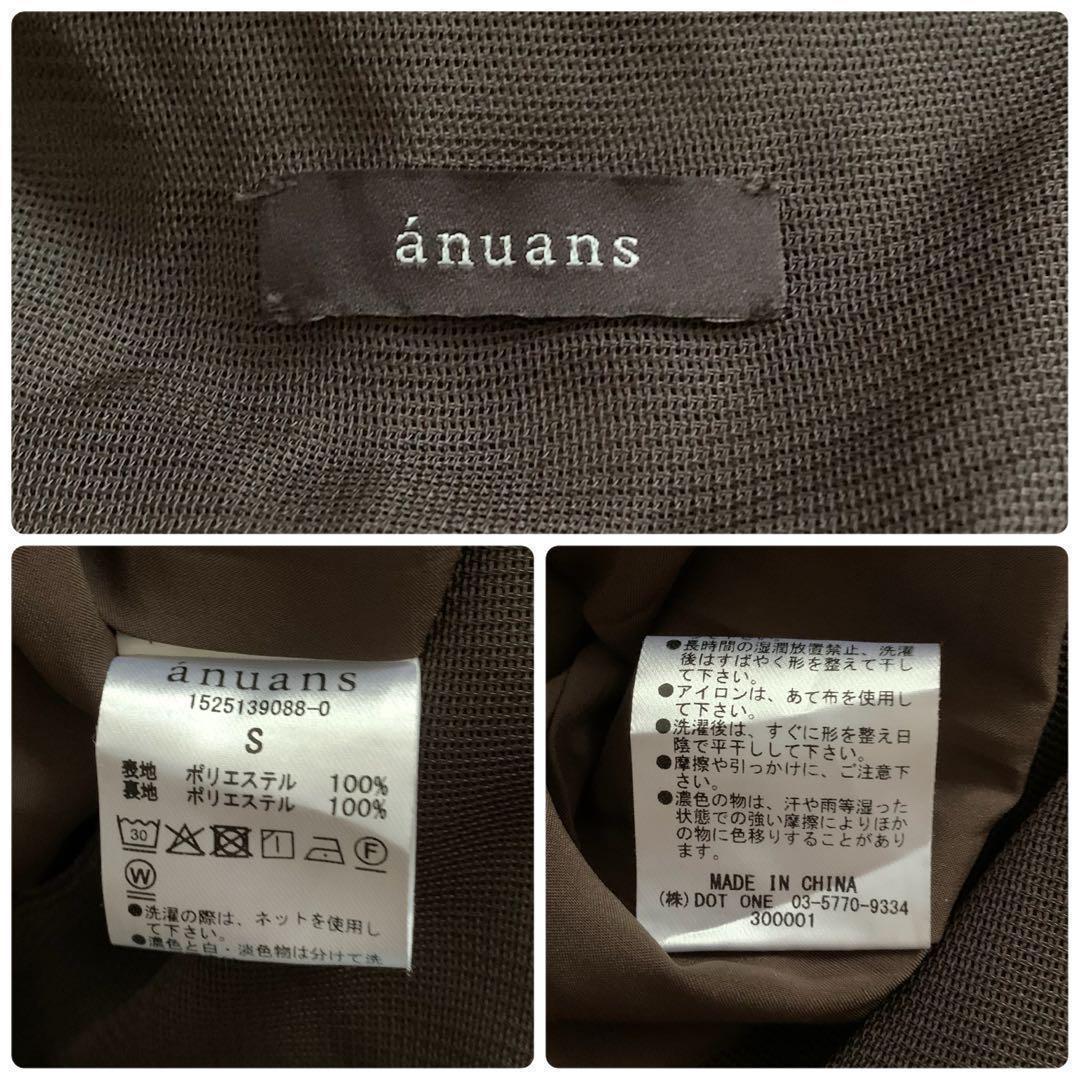 ánuans
ánuans
1525139088-0
S
表地 ポリエステル 100%
裏地 ポリエステル 100%
30
F
W
●洗濯の際は、ネットを使用し
て下さい。
●濃色と白・淡色物は分けて洗
●長時間の湿潤放置禁止、洗濯
後はすばやく形を整えて干し
て下さい。
●アイロンは、あて布を使用し
て下さい。
●洗濯後は、すぐに形を整え日
陰で平干しして下さい。
●摩擦や引っかけに、ご注意下
さい。
●濃色の物は、汗や雨等湿った
状態での強い摩擦によりほか
の物に色移りすることがあり
ます。
MADE IN CHINA
(株)DOT ONE 03-5770-9334
300001